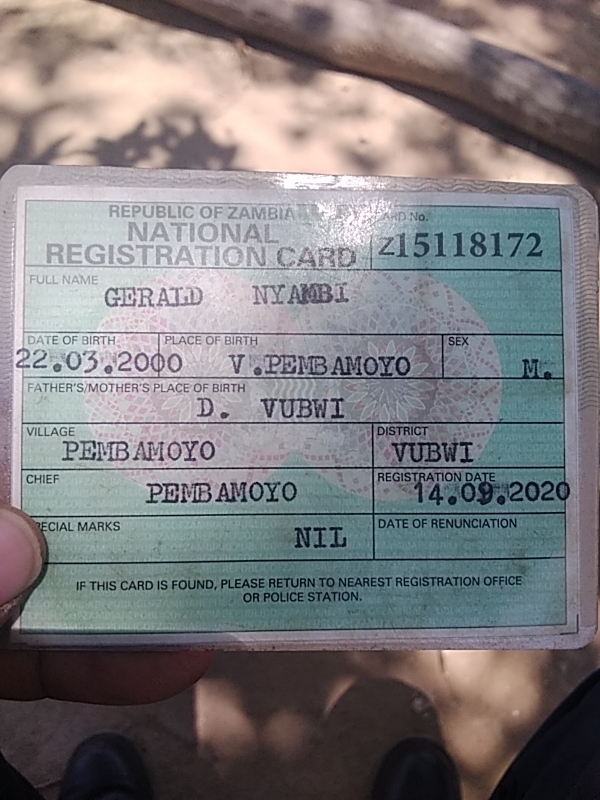 REPUBLIC OF ZAMBIA
NATIONAL
REGISTRATION CARD
CARD No.
Z15118172
FULL NAME
GERALD NYAMBI
DATE OF BIRTH
22.03.2000
PLACE OF BIRTH
V.PEMBAMOYO
SEX
M.
FATHER'S/MOTHER'S PLACE OF BIRTH
D. VUBWI
VILLAGE
PEMBAMOYO
DISTRICT
VUBWI
CHIEF
PEMBAMOYO
REGISTRATION DATE
14.09.2020
SPECIAL MARKS
NIL
DATE OF RENUNCIATION
IF THIS CARD IS FOUND, PLEASE RETURN TO NEAREST REGISTRATION OFFICE
OR POLICE STATION.